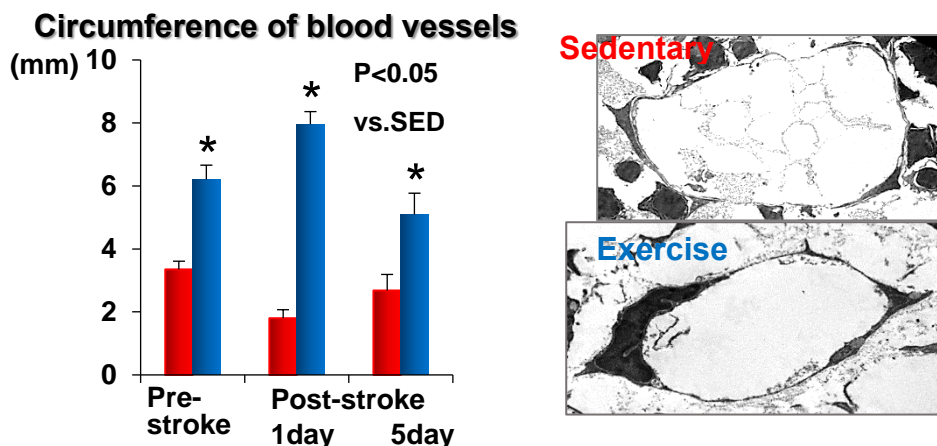 Circumference of blood vessels
(mm)
10
8
6
4
2
0
*
*
*
P<0.05
vs.SED
Pre-
stroke
Post-stroke
1day 5day
Sedentary
Exercise